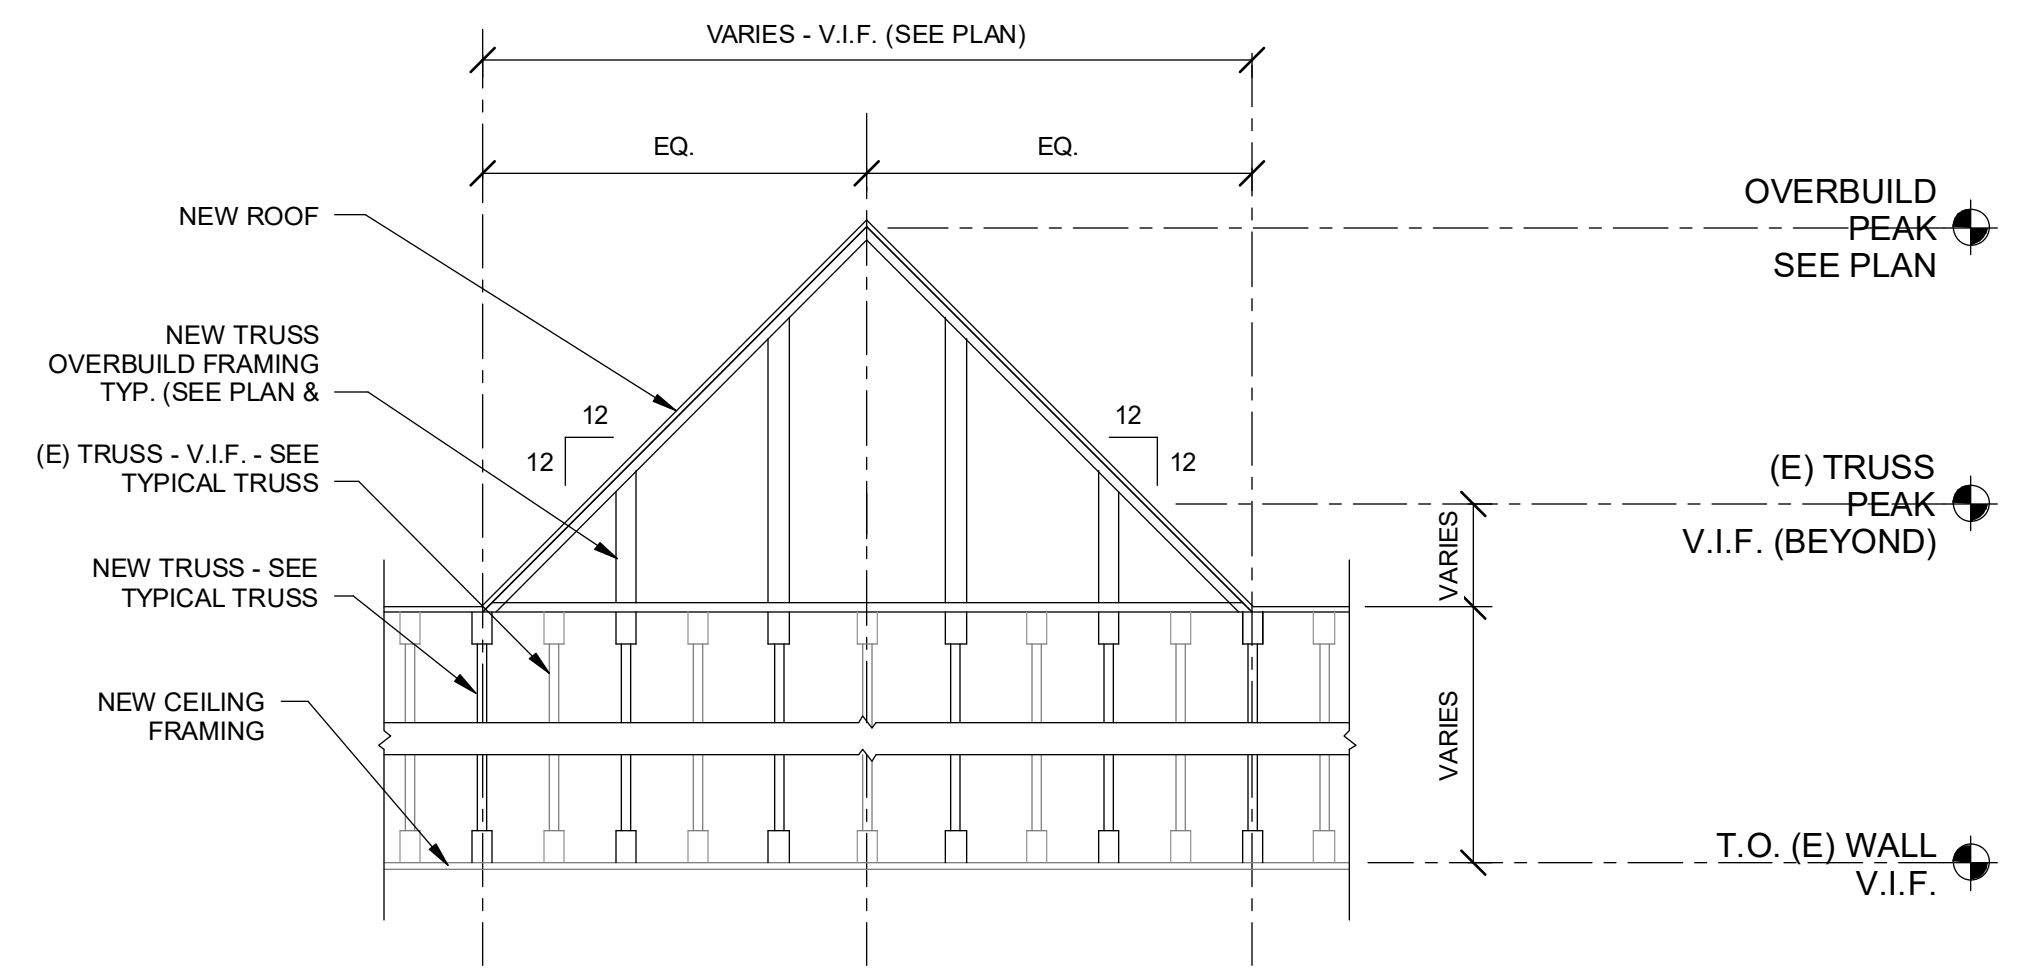 VARIES - V.I.F. (SEE PLAN)
EQ.
EQ.
OVERBUILD
PEAK
SEE PLAN
NEW ROOF
NEW TRUSS
OVERBUILD FRAMING
TYP. (SEE PLAN &
12
12
12
12
(E) TRUSS - V.I.F. - SEE
TYPICAL TRUSS
(E) TRUSS
PEAK
V.I.F. (BEYOND)
VARIES
NEW TRUSS - SEE
TYPICAL TRUSS
NEW CEILING
FRAMING
VARIES
T.O. (E) WALL
V.I.F.